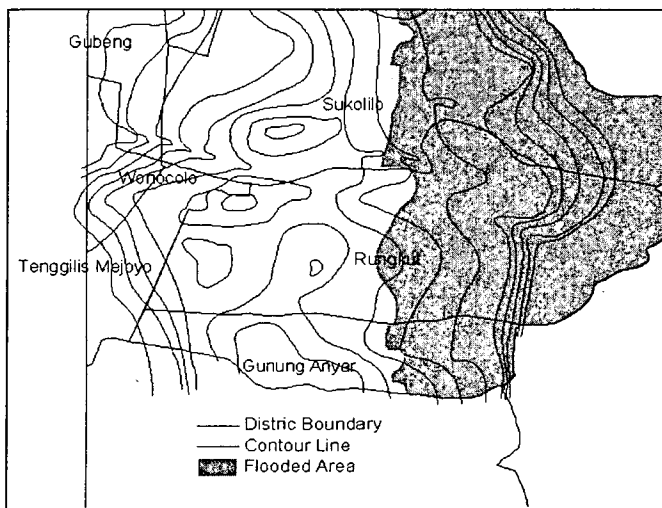 Gubeng
Sukolilo
Wonocolo
Tenggilis Mejoyo
Rungkut
Gunung Anyar
Distric Boundary
Contour Line
Flooded Area